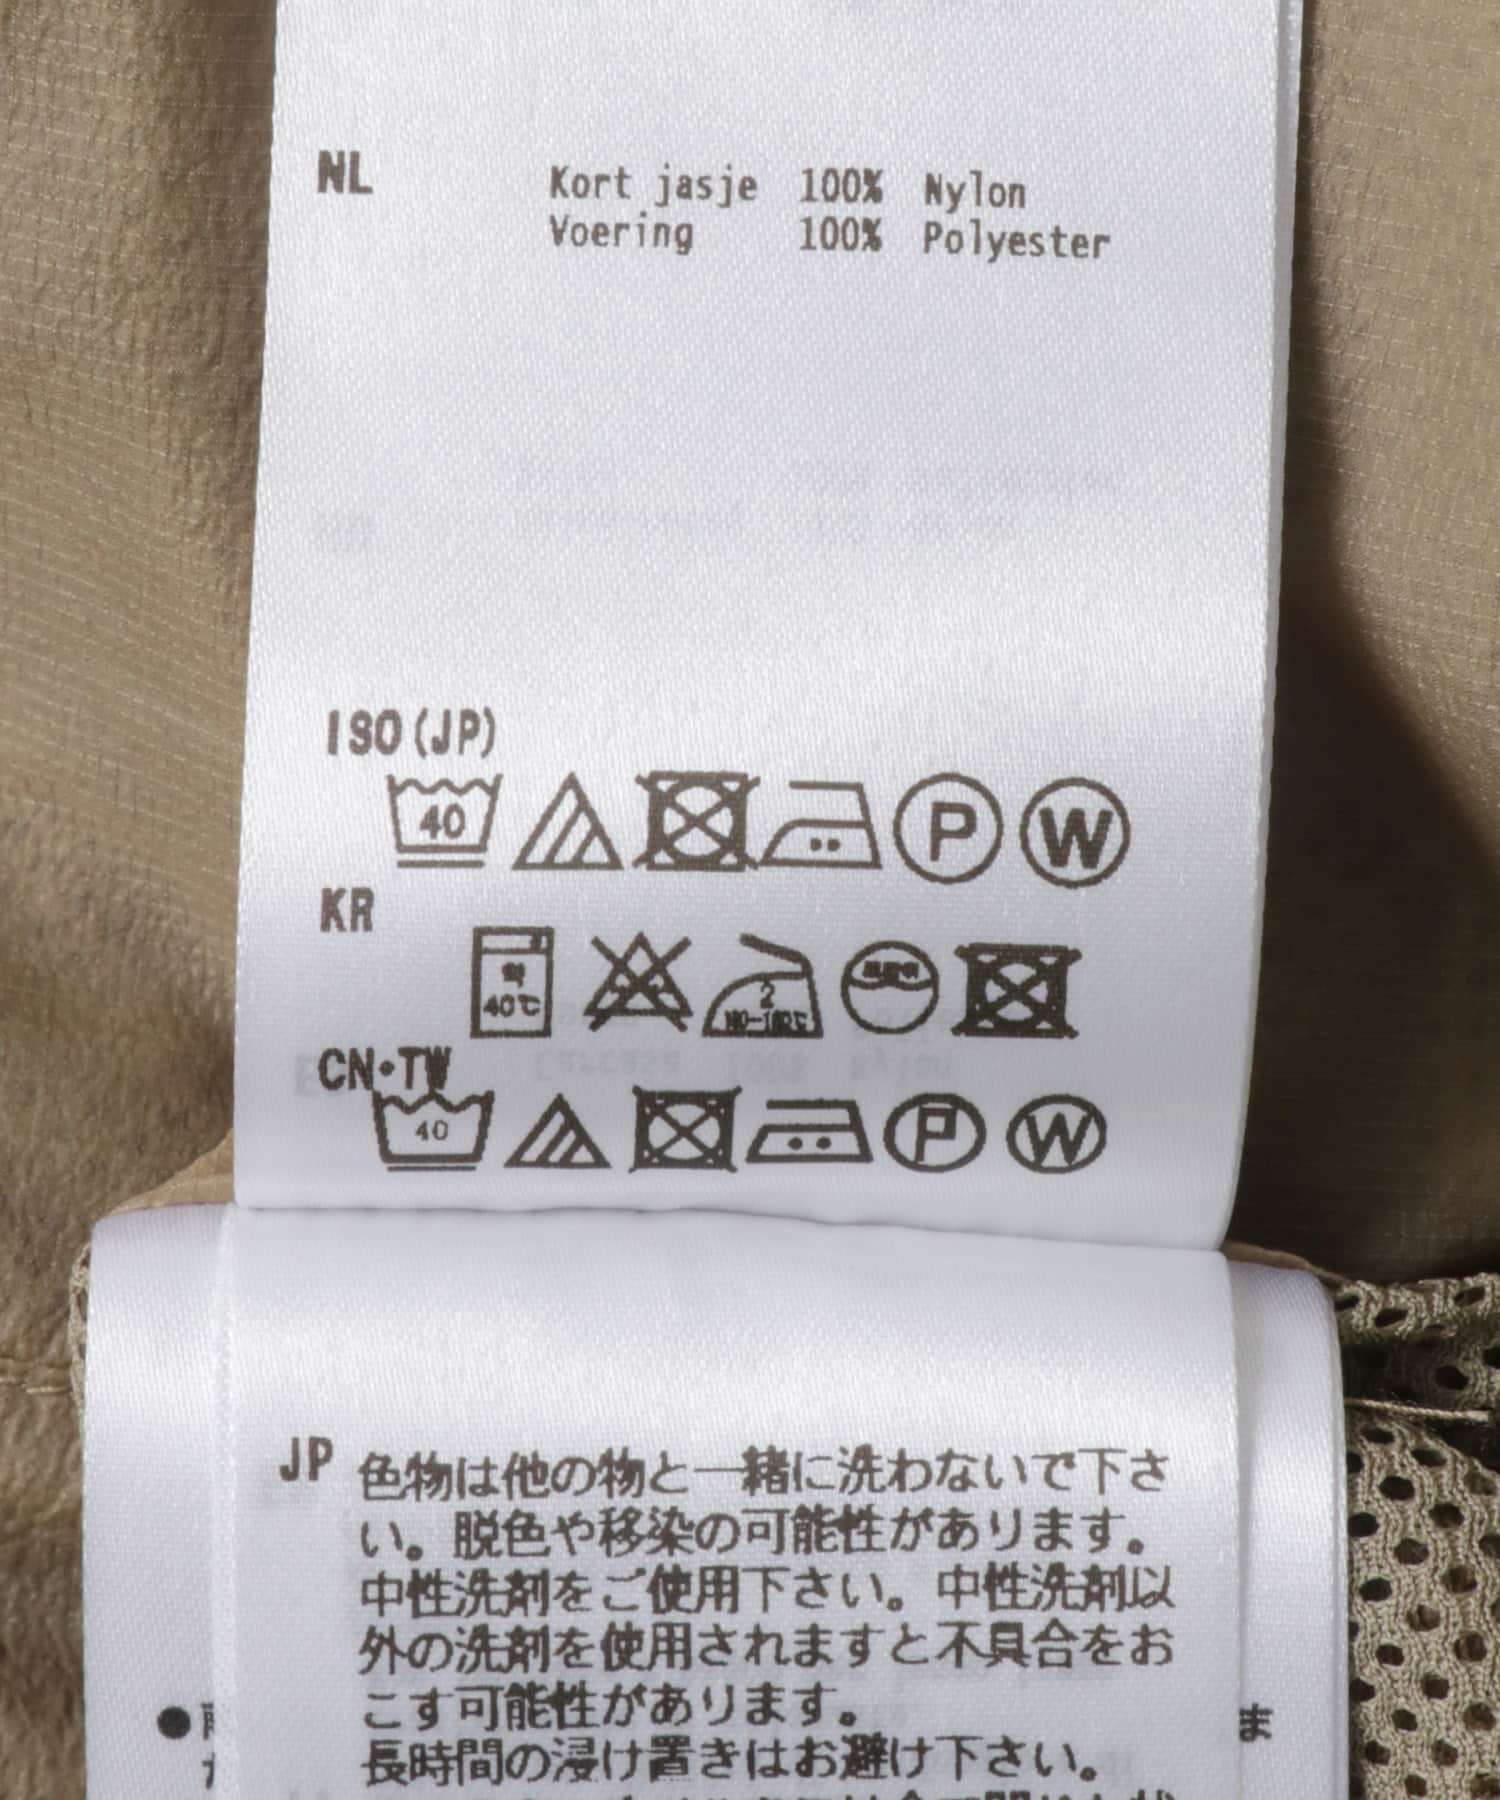 NL
Kort jasje 100% Nylon
Voering 100% Polyester
ISO(JP)
40 P W
KR
약
40℃ 2
CN・TW
40 P W
JP 色物は他の物と一緒に洗わないで下さ
い。脱色や移染の可能性があります。
中性洗剤をご使用下さい。中性洗剤以
外の洗剤を使用されますと不具合をお
こす可能性があります。
長時間の浸け置きはお避け下さい。
ま